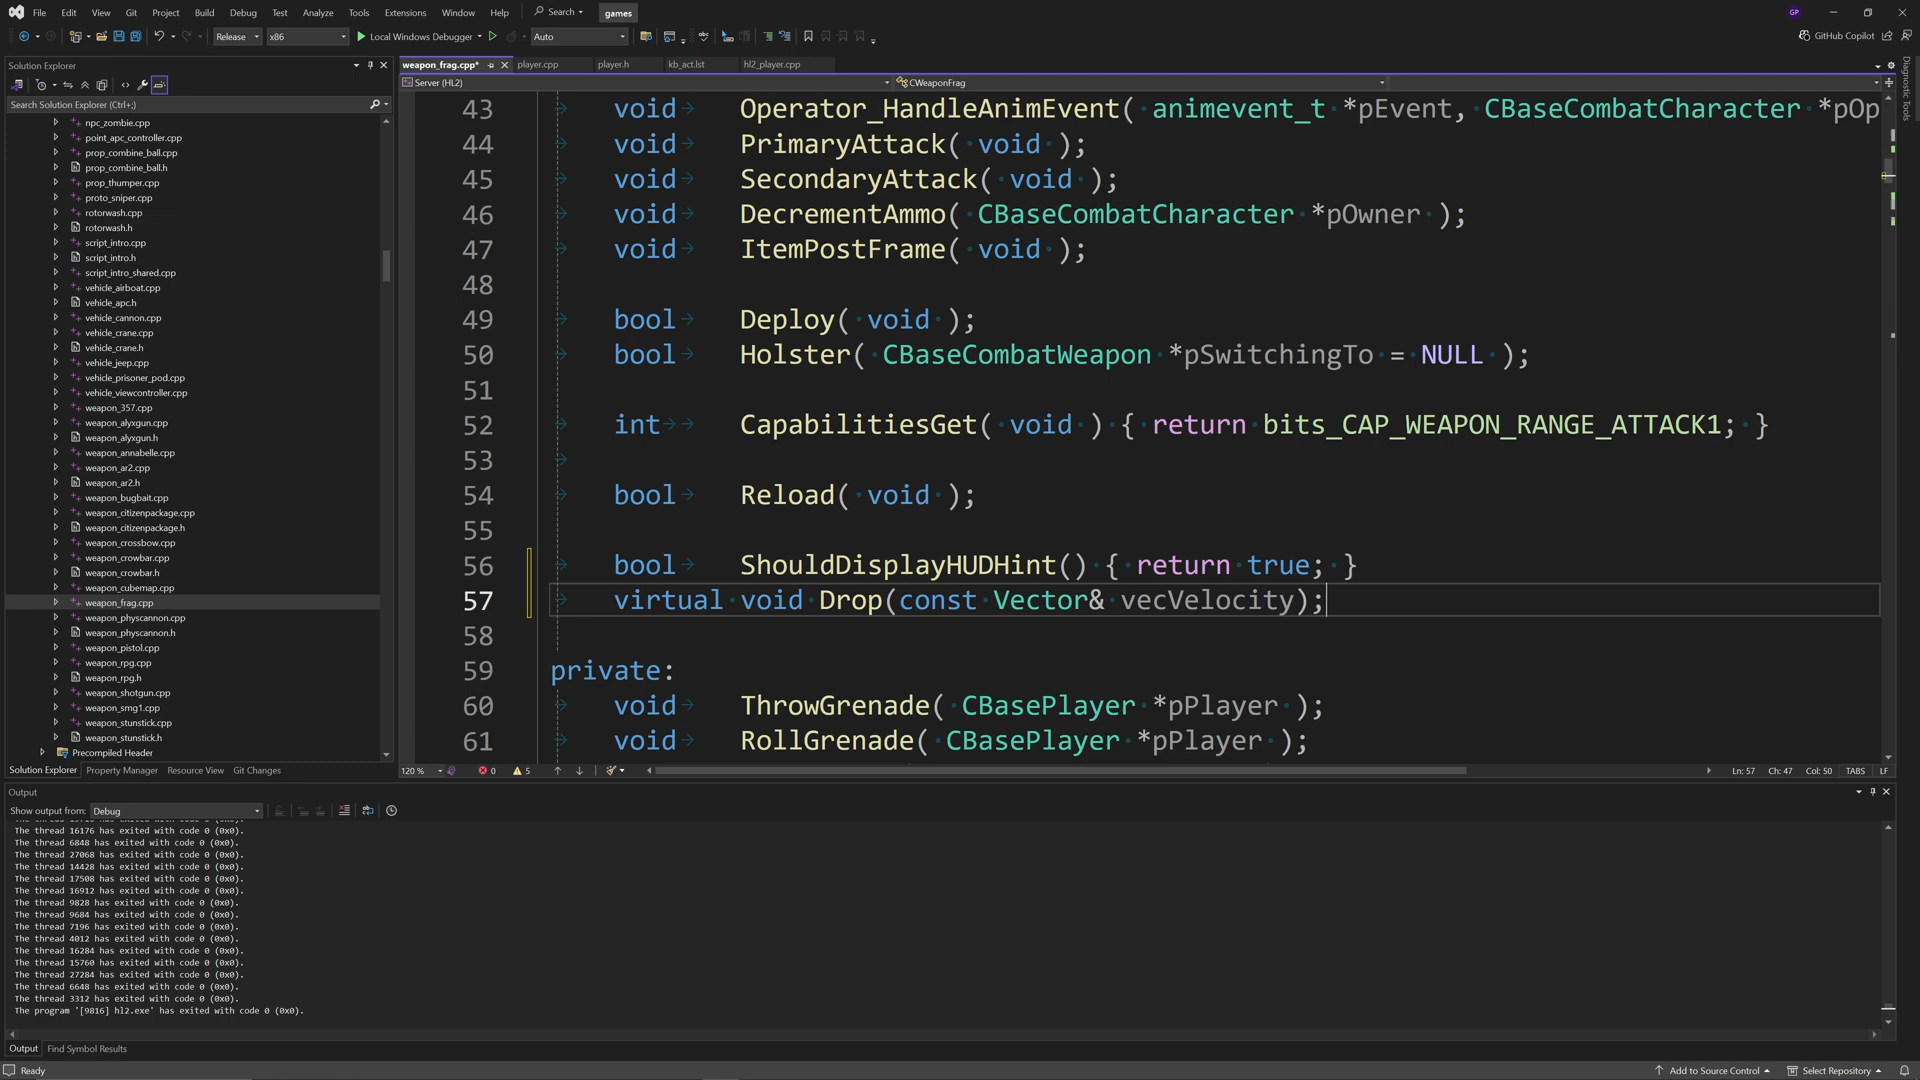 File Edit View Git Project Build Debug Test Analyze Tools Extensions Window Help Search games GP
Release x86 Local Windows Debugger Auto GitHub Copilot
Solution Explorer
Search Solution Explorer (Ctrl+;)
npc_zombie.cpp
point_apc_controller.cpp
prop_combine_ball.cpp
prop_combine_ball.h
prop_thumper.cpp
proto_sniper.cpp
rotorwash.cpp
rotorwash.h
script_intro.cpp
script_intro.h
script_intro_shared.cpp
vehicle_airboat.cpp
vehicle_apc.h
vehicle_cannon.cpp
vehicle_crane.cpp
vehicle_crane.h
vehicle_jeep.cpp
vehicle_prisoner_pod.cpp
vehicle_viewcontroller.cpp
weapon_357.cpp
weapon_alyxgun.cpp
weapon_alyxgun.h
weapon_annabelle.cpp
weapon_ar2.cpp
weapon_ar2.h
weapon_bugbait.cpp
weapon_citizenpackage.cpp
weapon_citizenpackage.h
weapon_crossbow.cpp
weapon_crowbar.cpp
weapon_crowbar.h
weapon_cubemap.cpp
weapon_frag.cpp
weapon_physcannon.cpp
weapon_physcannon.h
weapon_pistol.cpp
weapon_rpg.cpp
weapon_rpg.h
weapon_shotgun.cpp
weapon_smg1.cpp
weapon_stunstick.cpp
weapon_stunstick.h
Precompiled Header
Solution Explorer Property Manager Resource View Git Changes
weapon_frag.cpp* player.cpp player.h kb_act.lst hl2_player.cpp
Server (HL2) CWeaponFrag
43 void Operator_HandleAnimEvent( animevent_t *pEvent, CBaseCombatCharacter *pOp
44 void PrimaryAttack( void );
45 void SecondaryAttack( void );
46 void DecrementAmmo( CBaseCombatCharacter *pOwner );
47 void ItemPostFrame( void );
48
49 bool Deploy( void );
50 bool Holster( CBaseCombatWeapon *pSwitchingTo = NULL );
51
52 int CapabilitiesGet( void ) { return bits_CAP_WEAPON_RANGE_ATTACK1; }
53
54 bool Reload( void );
55
56 bool ShouldDisplayHUDHint() { return true; }
57 virtual void Drop(const Vector& vecVelocity);
58
59 private:
60 void ThrowGrenade( CBasePlayer *pPlayer );
61 void RollGrenade( CBasePlayer *pPlayer );
120 % 0 5 Ln: 57 Ch: 47 Col: 50 TABS LF
Diagnostic Tools
Output
Show output from: Debug
The thread 16176 has exited with code 0 (0x0).
The thread 6848 has exited with code 0 (0x0).
The thread 27068 has exited with code 0 (0x0).
The thread 14428 has exited with code 0 (0x0).
The thread 17508 has exited with code 0 (0x0).
The thread 16912 has exited with code 0 (0x0).
The thread 9828 has exited with code 0 (0x0).
The thread 9684 has exited with code 0 (0x0).
The thread 7196 has exited with code 0 (0x0).
The thread 4012 has exited with code 0 (0x0).
The thread 16284 has exited with code 0 (0x0).
The thread 15760 has exited with code 0 (0x0).
The thread 27284 has exited with code 0 (0x0).
The thread 6648 has exited with code 0 (0x0).
The thread 3312 has exited with code 0 (0x0).
The program '[9816] hl2.exe' has exited with code 0 (0x0).
Output Find Symbol Results
Ready Add to Source Control Select Repository